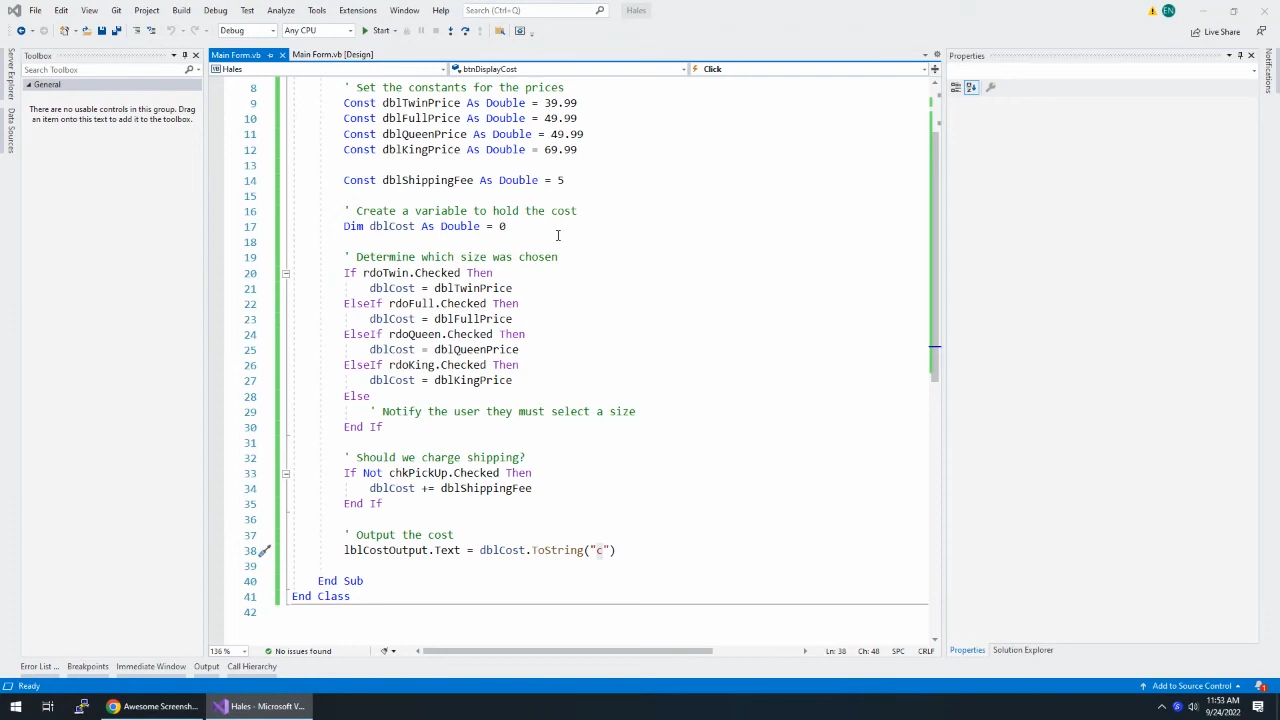 File Edit View Git Project Build Debug Test Analyze Tools Extensions Window Help Search (Ctrl+Q) Hales EN
Debug Any CPU Start Live Share
Server Explorer
Data Sources
Toolbox
Search Toolbox
General
There are no usable controls in this group. Drag
an item onto this text to add it to the toolbox.
Main Form.vb Main Form.vb [Design]
Hales btnDisplayCost Click
8 ' Set the constants for the prices
9 Const dblTwinPrice As Double = 39.99
10 Const dblFullPrice As Double = 49.99
11 Const dblQueenPrice As Double = 49.99
12 Const dblKingPrice As Double = 69.99
13
14 Const dblShippingFee As Double = 5
15
16 ' Create a variable to hold the cost
17 Dim dblCost As Double = 0
18
19 ' Determine which size was chosen
20 If rdoTwin.Checked Then
21 dblCost = dblTwinPrice
22 ElseIf rdoFull.Checked Then
23 dblCost = dblFullPrice
24 ElseIf rdoQueen.Checked Then
25 dblCost = dblQueenPrice
26 ElseIf rdoKing.Checked Then
27 dblCost = dblKingPrice
28 Else
29 ' Notify the user they must select a size
30 End If
31
32 ' Should we charge shipping?
33 If Not chkPickUp.Checked Then
34 dblCost += dblShippingFee
35 End If
36
37 ' Output the cost
38 lblCostOutput.Text = dblCost.ToString("c")
39
40 End Sub
41 End Class
42
136 % No issues found Ln: 38 Ch: 48 SPC CRLF
Properties
Notifications
Properties Solution Explorer
Error List ... Breakpoints Immediate Window Output Call Hierarchy
Ready Add to Source Control 1
Awesome Screensh... Hales - Microsoft V... 11:53 AM
9/24/2022